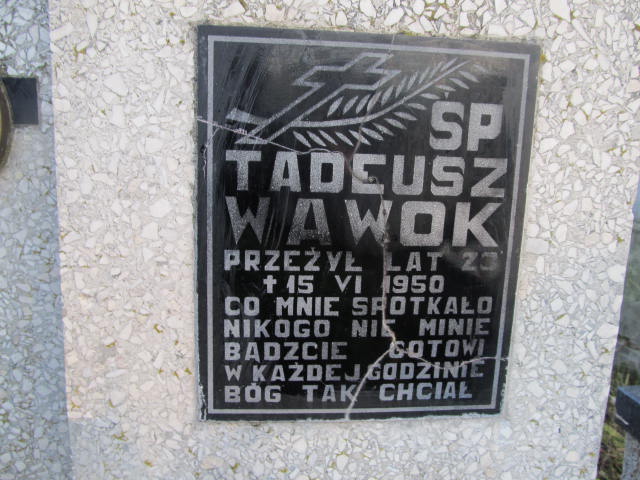 SP
TADEUSZ
WAWOK
PRZEŻYŁ LAT
† 15 VI 1950
CO MNIE SPOTKAŁO
NIKOGO NIE MINIE
BĄDZCIE GOTOWI
W KAŻDEJ GODZINIE
BÓG TAK CHCIAŁ